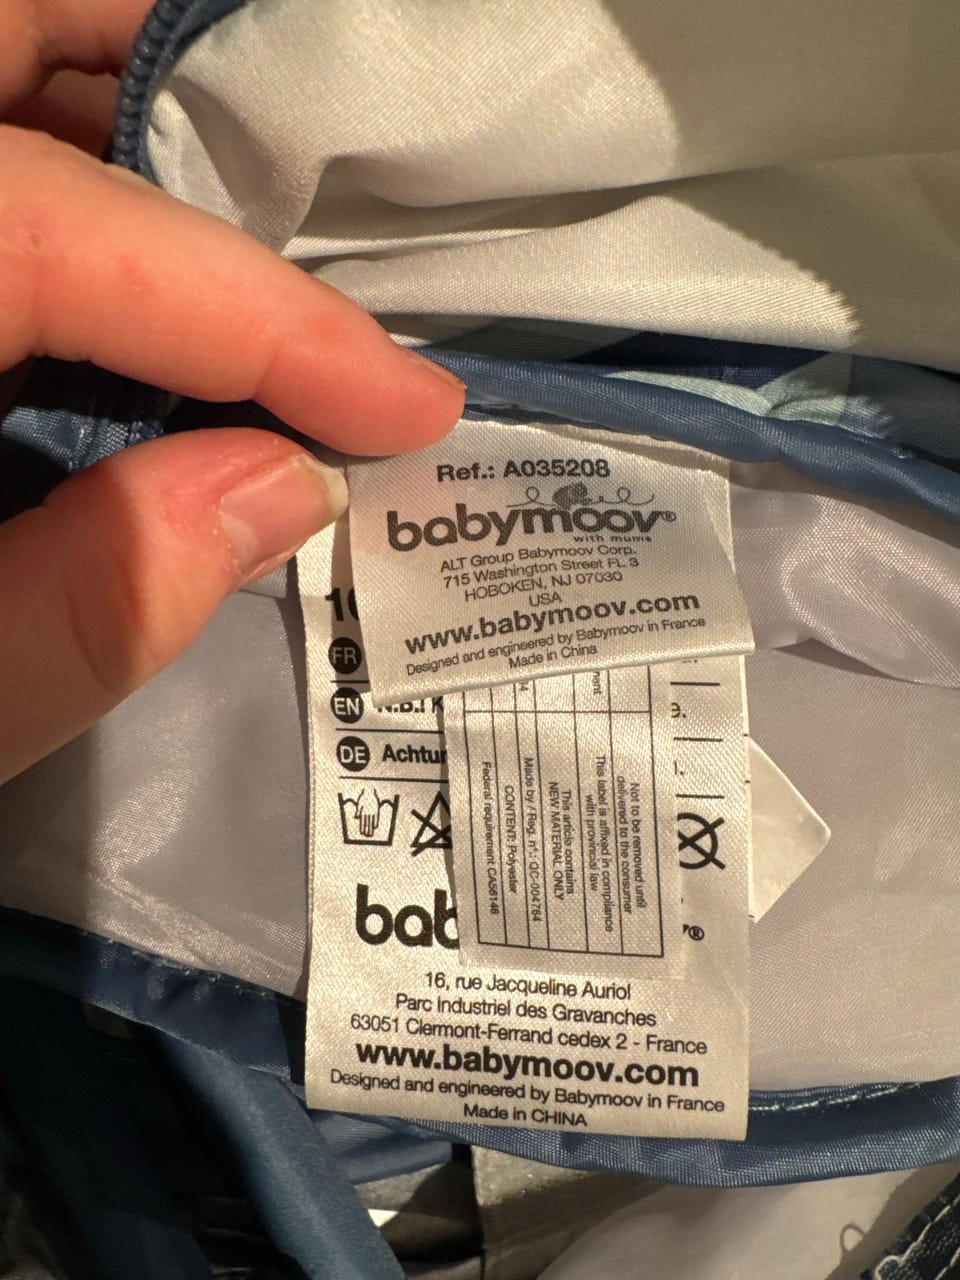 Ref.: A035208
babymoov®
with mums
ALT Group Babymoov Corp.
715 Washington Street FL 3
HOBOKEN, NJ 07030
USA
www.babymoov.com
Designed and engineered by Babymoov in France
Made in China
FR
EN N.B.!
DE
Not to be removed until
delivered to the consumer
This label is affixed in compliance
with provincial law
This article contains
NEW MATERIAL ONLY
Made by / Reg. n°.: QC-004764
CONTENT: Polyester
Federal requirement CA56146
bab
®
16, rue Jacqueline Auriol
Parc Industriel des Gravanches
63051 Clermont-Ferrand cedex 2 - France
www.babymoov.com
Designed and engineered by Babymoov in France
Made in CHINA